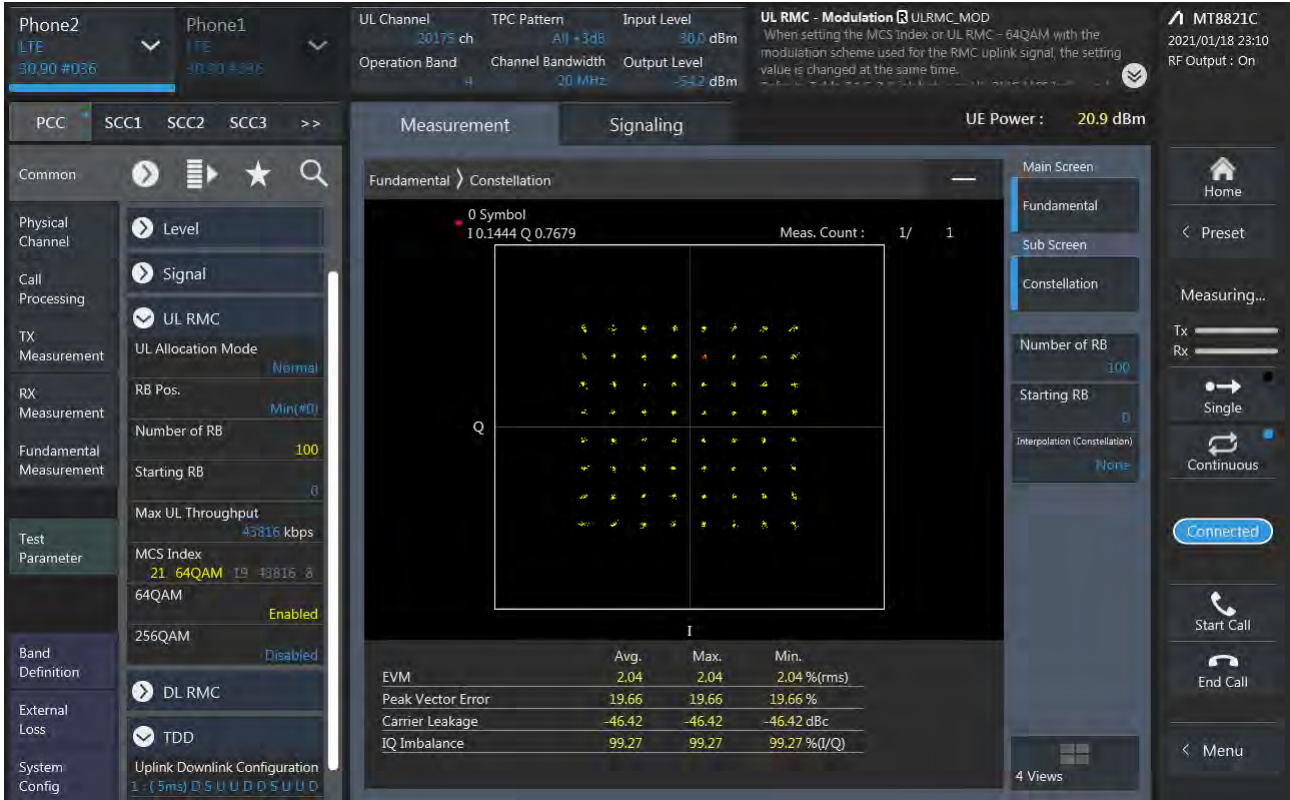 Phone2
LTE
30.90 #036
Phone1
LTE
UL Channel
20175 ch
Operation Band
4
TPC Pattern
All +3dB
Channel Bandwidth
20 MHz
Input Level
30.0 dBm
Output Level
-54.2 dBm
UL RMC - Modulation R ULRMC_MOD
When setting the MCS Index or UL RMC - 64QAM with the
modulation scheme used for the RMC uplink signal, the setting
value is changed at the same time.
MT8821C
2021/01/18 23:10
RF Output : On
PCC SCC1 SCC2 SCC3 >>
Measurement
Signaling
UE Power : 20.9 dBm
Common
Physical
Channel
Call
Processing
TX
Measurement
RX
Measurement
Fundamental
Measurement
Test
Parameter
Band
Definition
External
Loss
System
Config
Level
Signal
UL RMC
UL Allocation Mode
Normal
RB Pos.
Min(#0)
Number of RB
100
Starting RB
0
Max UL Throughput
43816 kbps
MCS Index
21 64QAM 19 43816 8
64QAM
Enabled
256QAM
Disabled
DL RMC
TDD
Uplink Downlink Configuration
1 : ( 5ms) D S U U D D S U U D
Fundamental 〉 Constellation
0 Symbol
I 0.1444 Q 0.7679
Meas. Count : 1/ 1
Q
I
Avg. Max. Min.
EVM 2.04 2.04 2.04 %(rms)
Peak Vector Error 19.66 19.66 19.66 %
Carrier Leakage -46.42 -46.42 -46.42 dBc
IQ Imbalance 99.27 99.27 99.27 %(I/Q)
Main Screen
Fundamental
Sub Screen
Constellation
Number of RB
100
Starting RB
0
Interpolation (Constellation)
None
4 Views
Home
< Preset
Measuring...
Tx
Rx
Single
Continuous
Connected
Start Call
End Call
< Menu